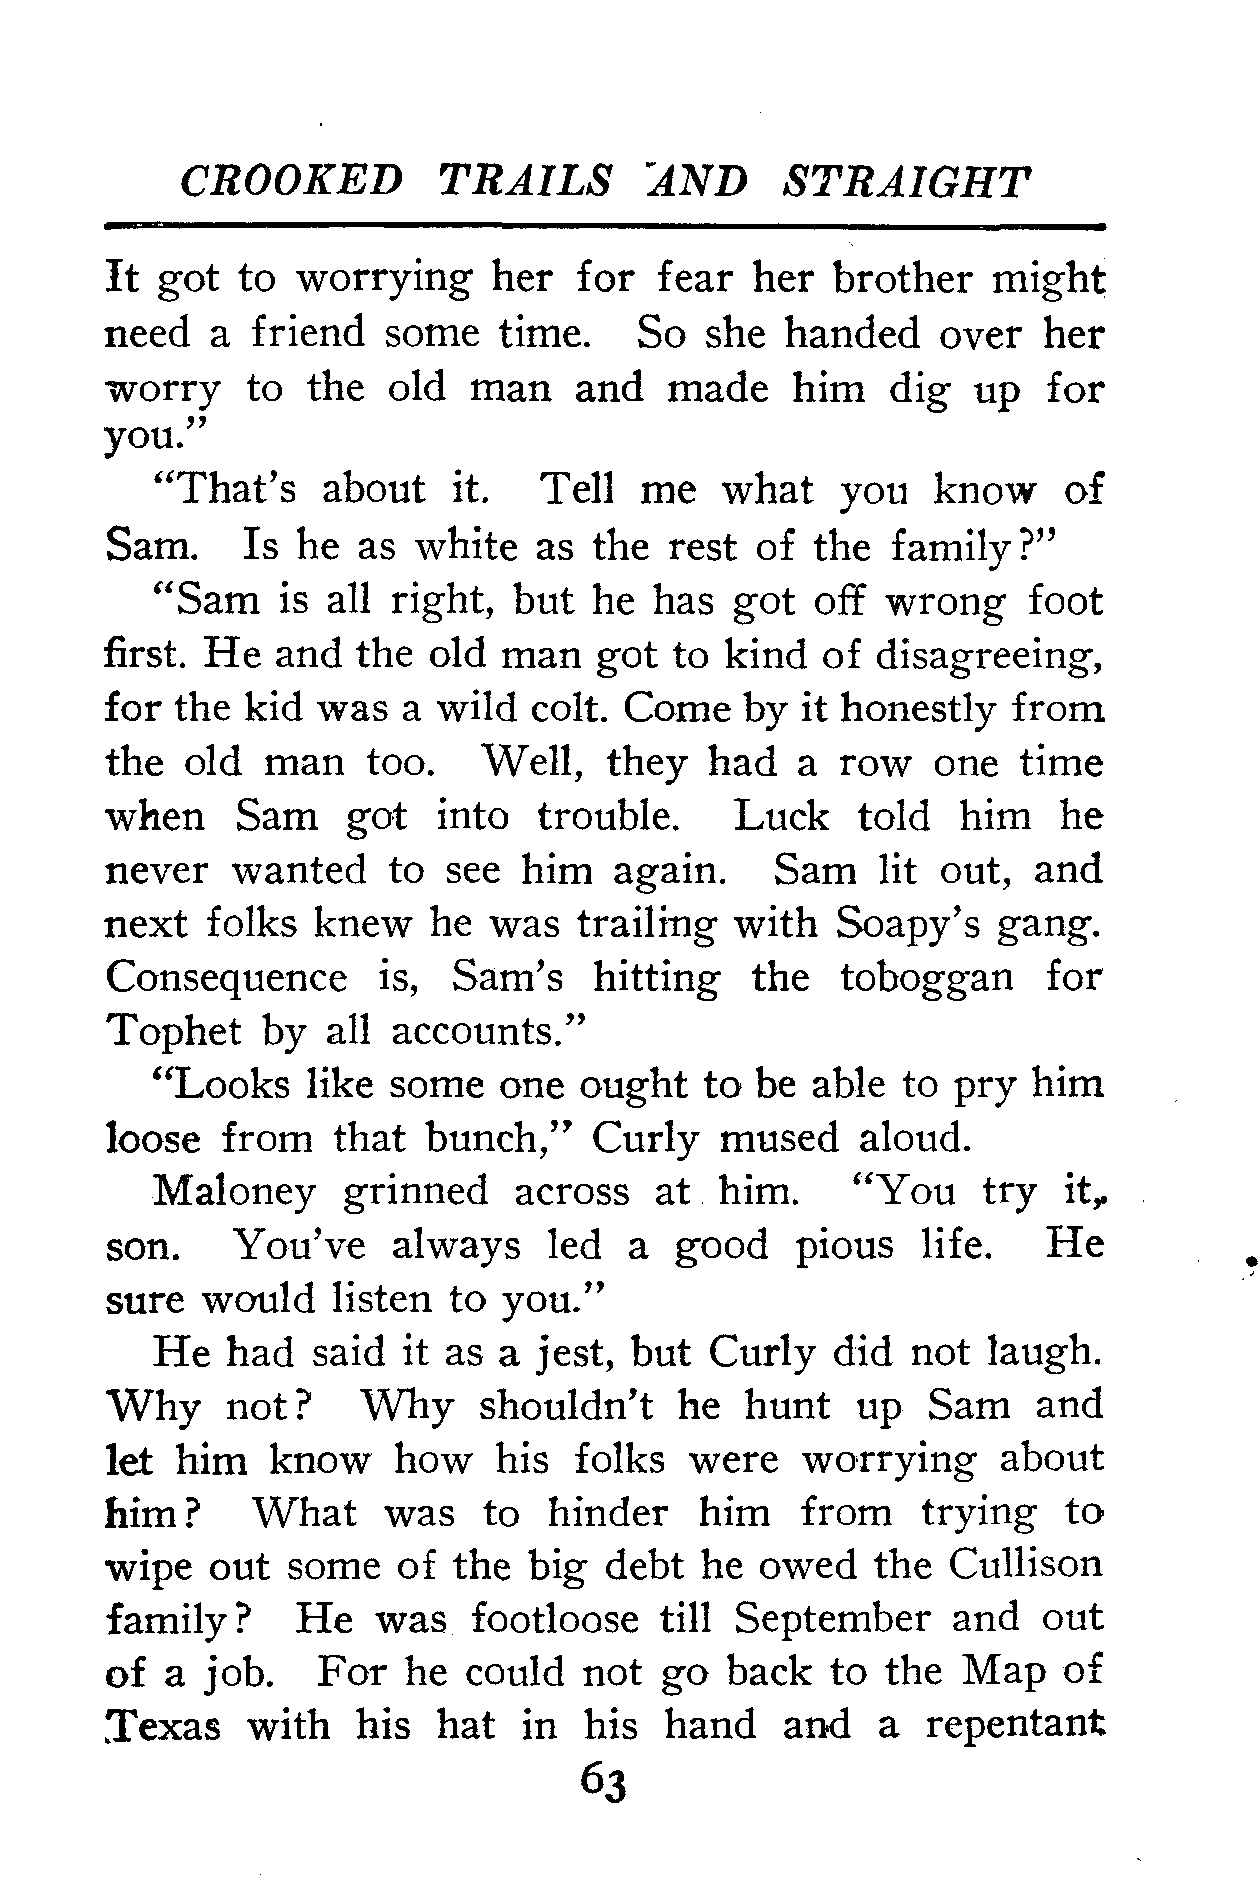 CROOKED TRAILS AND STRAIGHT
It got to worrying her for fear her brother might
need a friend some time. So she handed over her
worry to the old man and made him dig up for
you."
"That's about it. Tell me what you know of
Sam. Is he as white as the rest of the family?"
"Sam is all right, but he has got off wrong foot
first. He and the old man got to kind of disagreeing,
for the kid was a wild colt. Come by it honestly from
the old man too. Well, they had a row one time
when Sam got into trouble. Luck told him he
never wanted to see him again. Sam lit out, and
next folks knew he was trailing with Soapy's gang.
Consequence is, Sam's hitting the toboggan for
Tophet by all accounts."
"Looks like some one ought to be able to pry him
loose from that bunch," Curly mused aloud.
Maloney grinned across at him. "You try it,
son. You've always led a good pious life. He
sure would listen to you."
He had said it as a jest, but Curly did not laugh.
Why not? Why shouldn't he hunt up Sam and
let him know how his folks were worrying about
him? What was to hinder him from trying to
wipe out some of the big debt he owed the Cullison
family? He was footloose till September and out
of a job. For he could not go back to the Map of
Texas with his hat in his hand and a repentant
63